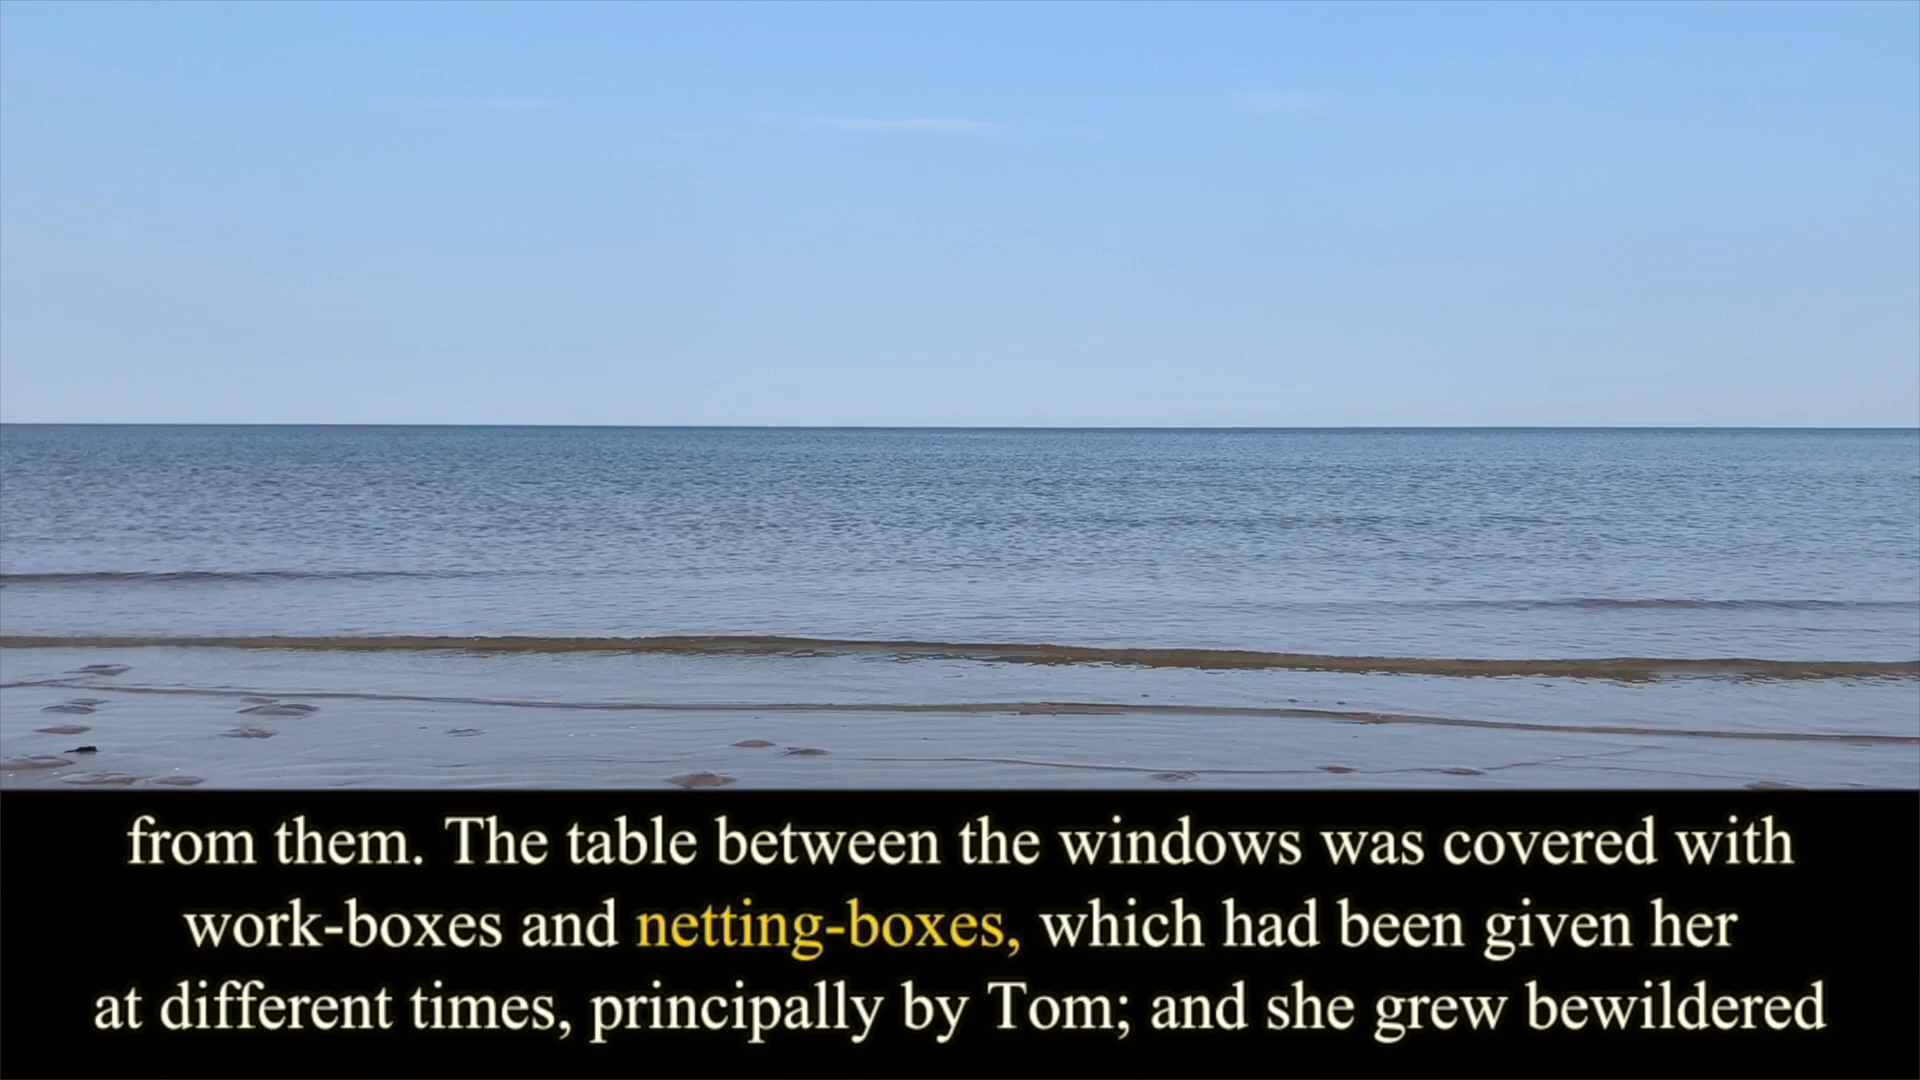 from them. The table between the windows was covered with
work-boxes and netting-boxes, which had been given her
at different times, principally by Tom; and she grew bewildered